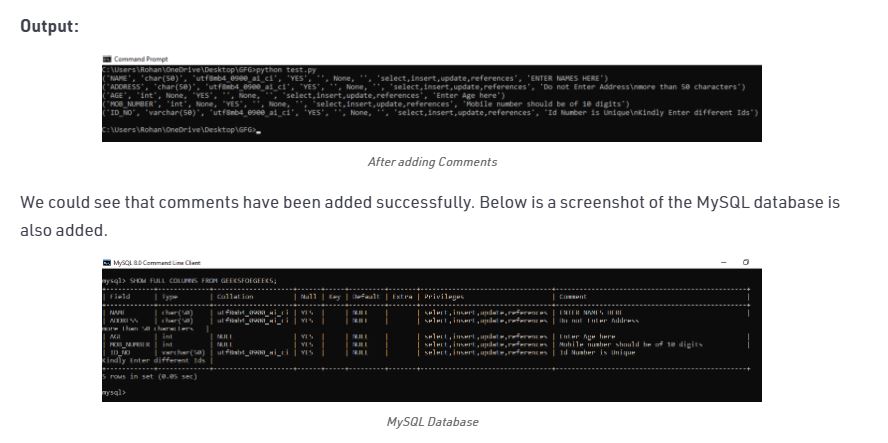 Output:
Command Prompt
C:\Users\Rohan\OneDrive\Desktop\GFG>python test.py
('NAME', 'char(50)', 'utf8mb4_0900_ai_ci', 'YES', '', None, '', 'select,insert,update,references', 'ENTER NAMES HERE')
('ADDRESS', 'char(50)', 'utf8mb4_0900_ai_ci', 'YES', '', None, '', 'select,insert,update,references', 'Do not Enter Address\nmore than 50 characters')
('AGE', 'int', None, 'YES', '', None, '', 'select,insert,update,references', 'Enter Age here')
('MOB_NUMBER', 'int', None, 'YES', '', None, '', 'select,insert,update,references', 'Mobile number should be of 10 digits')
('ID_NO', 'varchar(50)', 'utf8mb4_0900_ai_ci', 'YES', '', None, '', 'select,insert,update,references', 'Id Number is Unique\nKindly Enter different Ids')
C:\Users\Rohan\OneDrive\Desktop\GFG>_
After adding Comments
We could see that comments have been added successfully. Below is a screenshot of the MySQL database is
also added.
MySQL 8.0 Command Line Client
mysql> SHOW FULL COLUMNS FROM GEEKSFOEGEEKS;
| Field | Type | Collation | Null | Key | Default | Extra | Privileges | Comment |
| NAME | char(50) | utf8mb4_0900_ai_ci | YES | | NULL | | select,insert,update,references | ENTER NAMES HERE |
| ADDRESS | char(50) | utf8mb4_0900_ai_ci | YES | | NULL | | select,insert,update,references | Do not Enter Address
more than 50 characters |
| AGE | int | NULL | YES | | NULL | | select,insert,update,references | Enter Age here |
| MOB_NUMBER | int | NULL | YES | | NULL | | select,insert,update,references | Mobile number should be of 10 digits |
| ID_NO | varchar(50) | utf8mb4_0900_ai_ci | YES | | NULL | | select,insert,update,references | Id Number is Unique
Kindly Enter different Ids |
5 rows in set (0.05 sec)
mysql>
MySQL Database